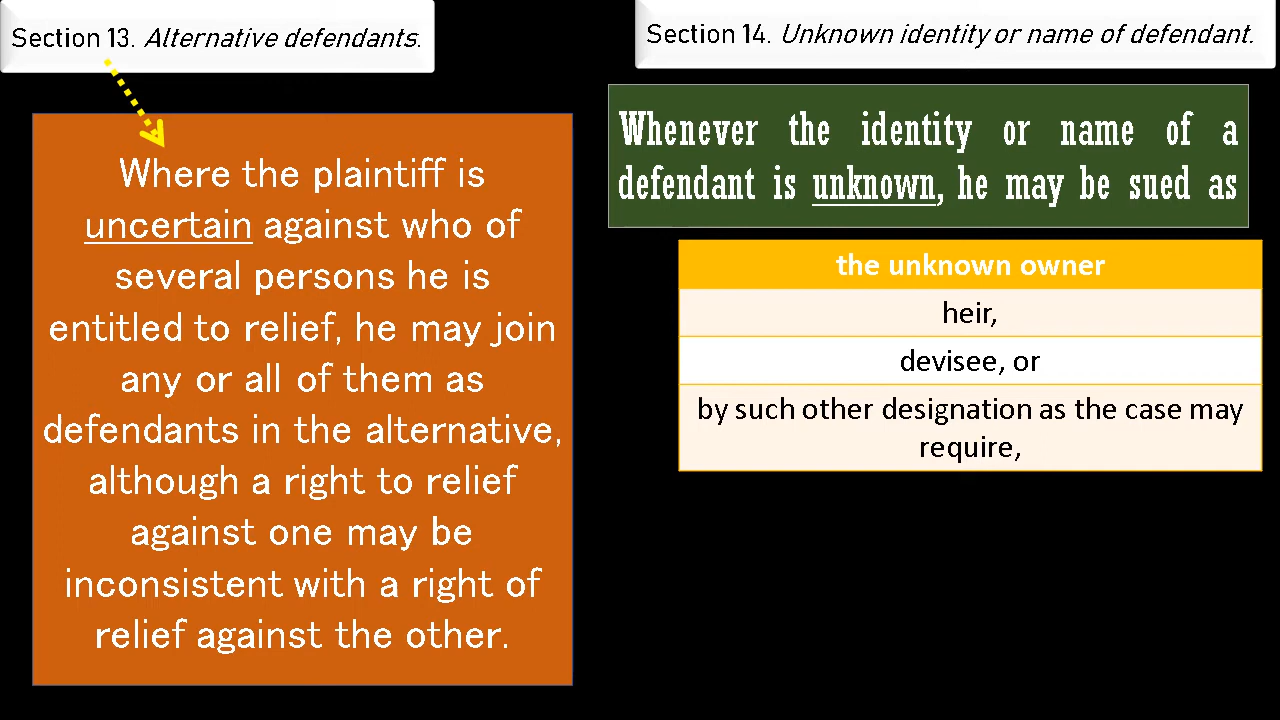 Section 13. Alternative defendants.
Where the plaintiff is
uncertain against who of
several persons he is
entitled to relief, he may join
any or all of them as
defendants in the alternative,
although a right to relief
against one may be
inconsistent with a right of
relief against the other.
Section 14. Unknown identity or name of defendant.
Whenever the identity or name of a
defendant is unknown, he may be sued as
the unknown owner
heir,
devisee, or
by such other designation as the case may
require,